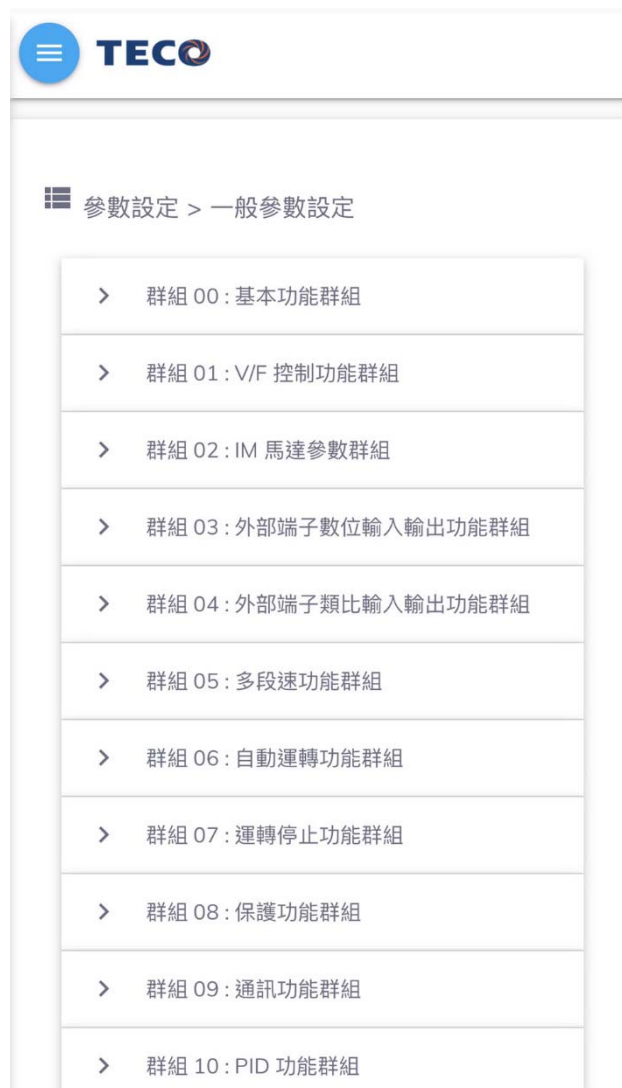 TECO
參數設定 > 一般參數設定
群組 00 : 基本功能群組
群組 01 : V/F 控制功能群組
群組 02 : IM 馬達參數群組
群組 03 : 外部端子數位輸入輸出功能群組
群組 04 : 外部端子類比輸入輸出功能群組
群組 05 : 多段速功能群組
群組 06 : 自動運轉功能群組
群組 07 : 運轉停止功能群組
群組 08 : 保護功能群組
群組 09 : 通訊功能群組
群組 10 : PID 功能群組